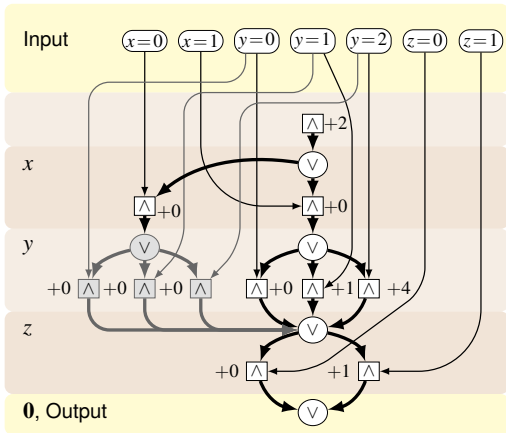 Input x=0 x=1 y=0 y=1 y=2 z=0 z=1
∧ +2
x ∨
∧ +0 ∧ +0
y ∨ ∨
+0 ∧ +0 ∧ +0 ∧ ∧ +0 ∧ +1 ∧ +4
z ∨
+0 ∧ +1 ∧
0, Output ∨